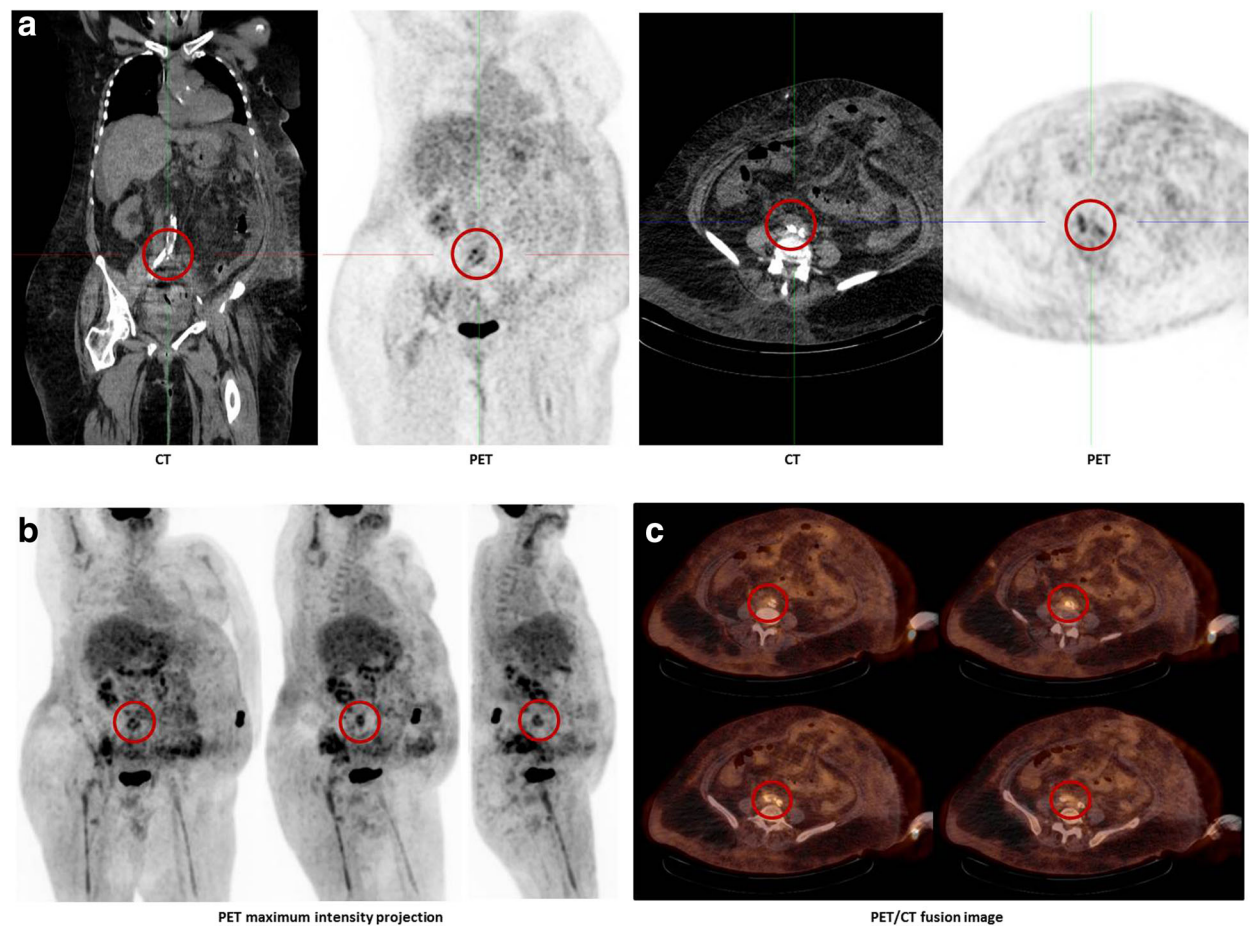 a
CT
PET
CT
PET
b
c
PET maximum intensity projection
PET/CT fusion image